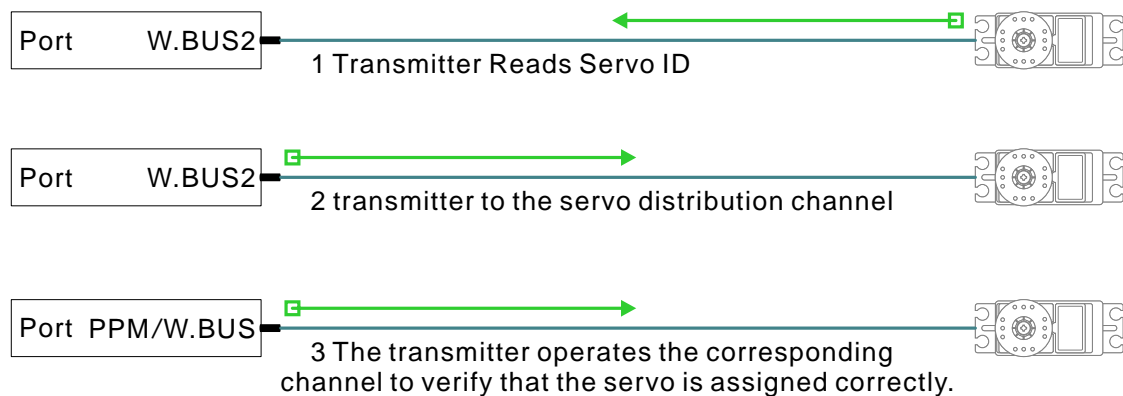 Port W.BUS2
1 Transmitter Reads Servo ID
Port W.BUS2
2 transmitter to the servo distribution channel
Port PPM/W.BUS
3 The transmitter operates the corresponding
channel to verify that the servo is assigned correctly.